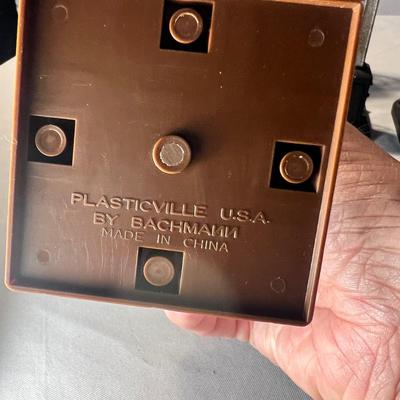 PLASTICVILLE U.S.A.
BY BACHMANN
MADE IN CHINA